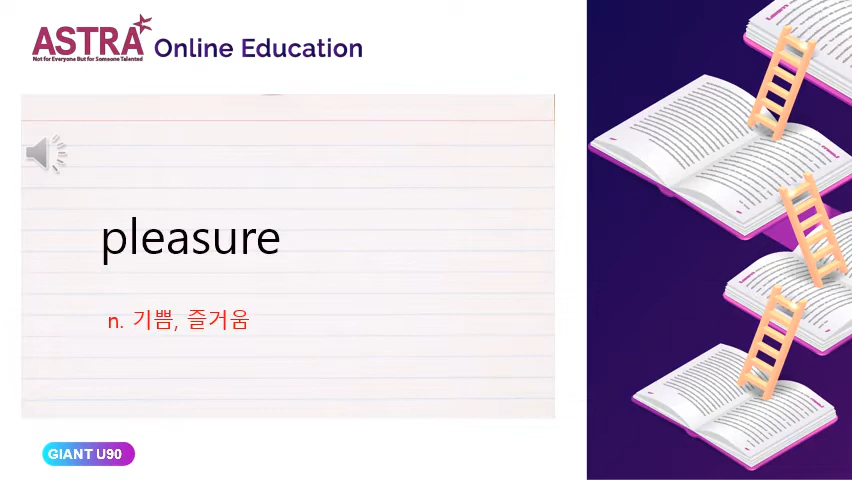 ASTRA Online Education
Not for Everyone But for Someone Talented
pleasure
n. 기쁨, 즐거움
GIANT U90